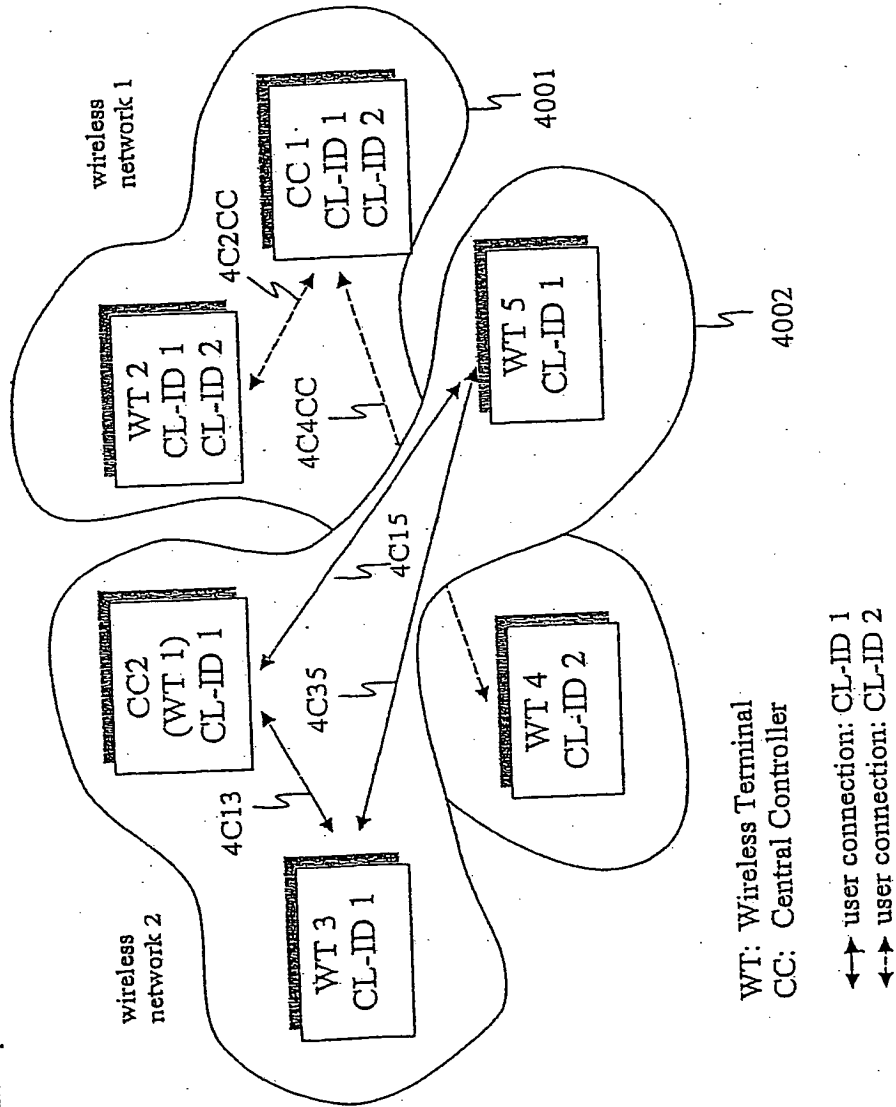 wireless
network 2
wireless
network 1
WT 3
CL-ID 1
4C13
CC2
(WT 1)
CL-ID 1
WT 2
CL-ID 1
CL-ID 2
4C2CC
CC 1
CL-ID 1
CL-ID 2
4C4CC
4C35
4C15
4001
WT 4
CL-ID 2
WT 5
CL-ID 1
4002
WT: Wireless Terminal
CC: Central Controller
user connection: CL-ID 1
user connection: CL-ID 2